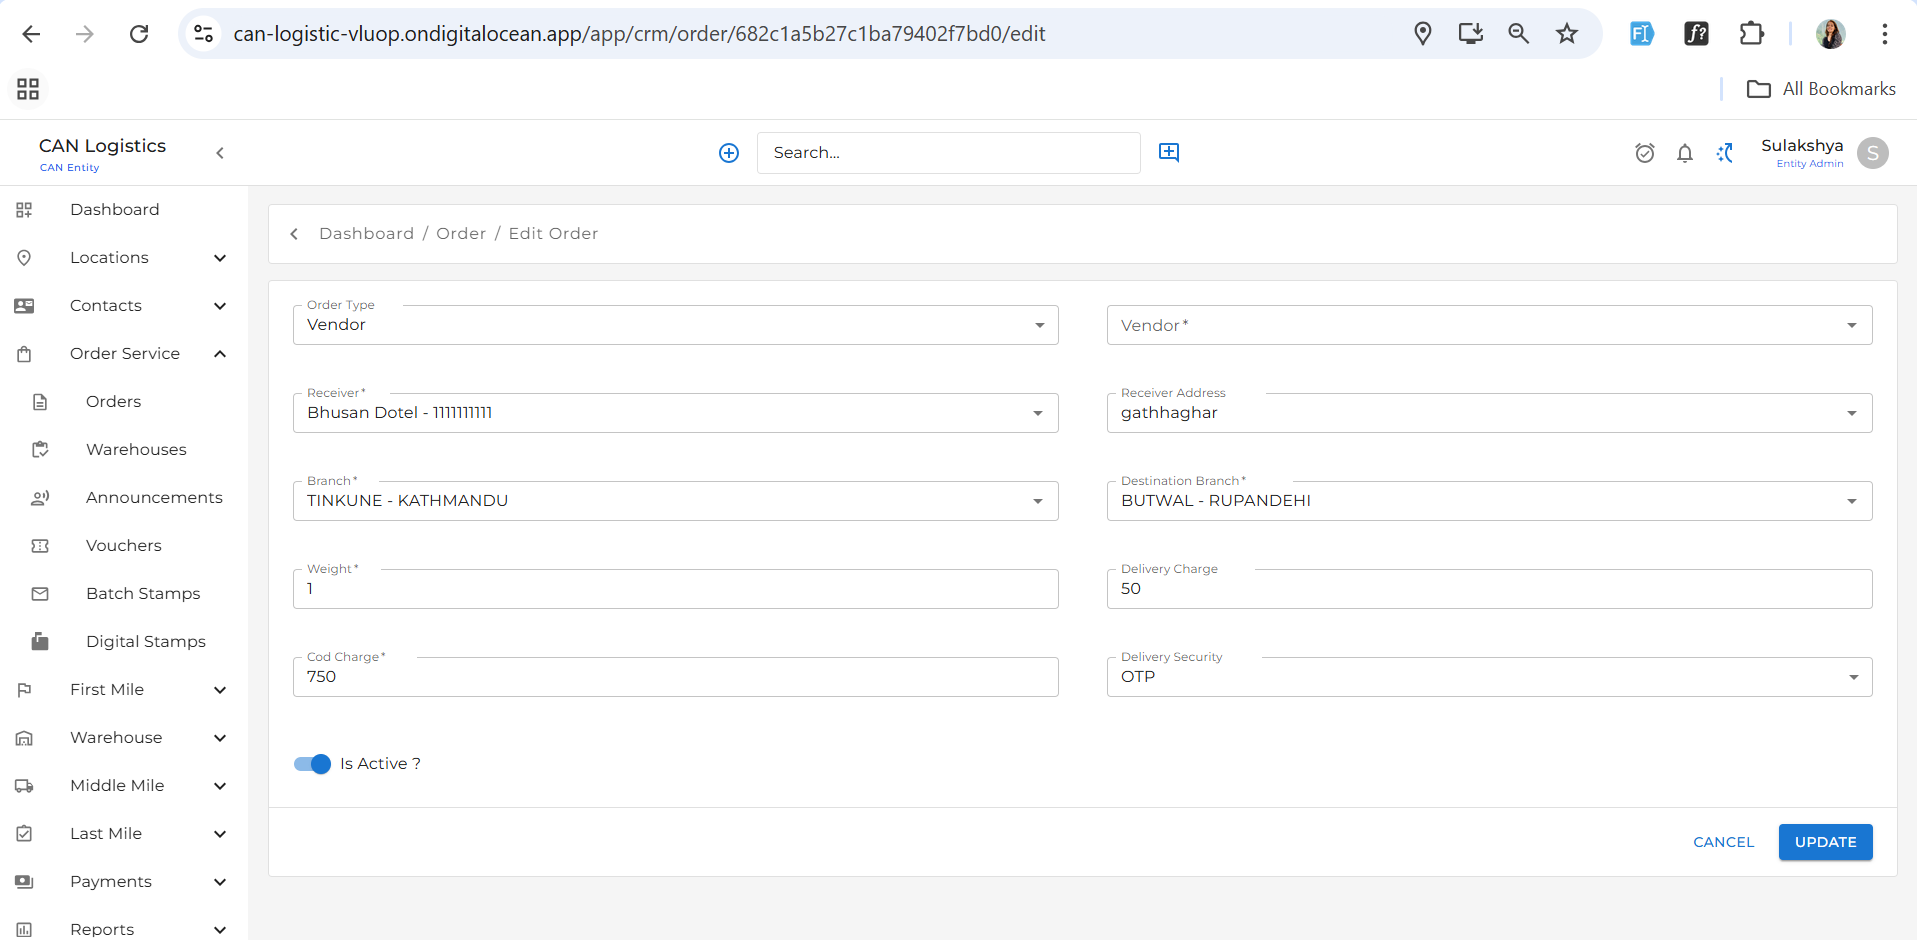 can-logistic-vluop.ondigitalocean.app/app/crm/order/682c1a5b27c1ba79402f7bd0/edit
All Bookmarks
CAN Logistics
CAN Entity
Search...
Sulakshya
Entity Admin
S
Dashboard
Locations
Contacts
Order Service
Orders
Warehouses
Announcements
Vouchers
Batch Stamps
Digital Stamps
First Mile
Warehouse
Middle Mile
Last Mile
Payments
Reports
Dashboard / Order / Edit Order
Order Type
Vendor
Vendor *
Receiver *
Bhusan Dotel - 1111111111
Receiver Address
gathhaghar
Branch *
TINKUNE - KATHMANDU
Destination Branch *
BUTWAL - RUPANDEHI
Weight *
1
Delivery Charge
50
Cod Charge *
750
Delivery Security
OTP
Is Active ?
CANCEL
UPDATE